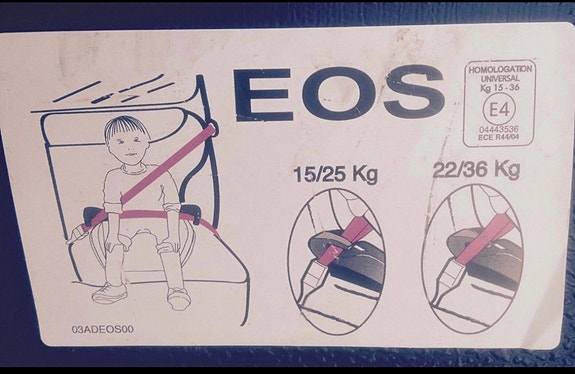 EOS
HOMOLOGATION
UNIVERSAL
Kg 15 - 36
E4
04443536
ECE R44/04
15/25 Kg
22/36 Kg
03ADEOS00